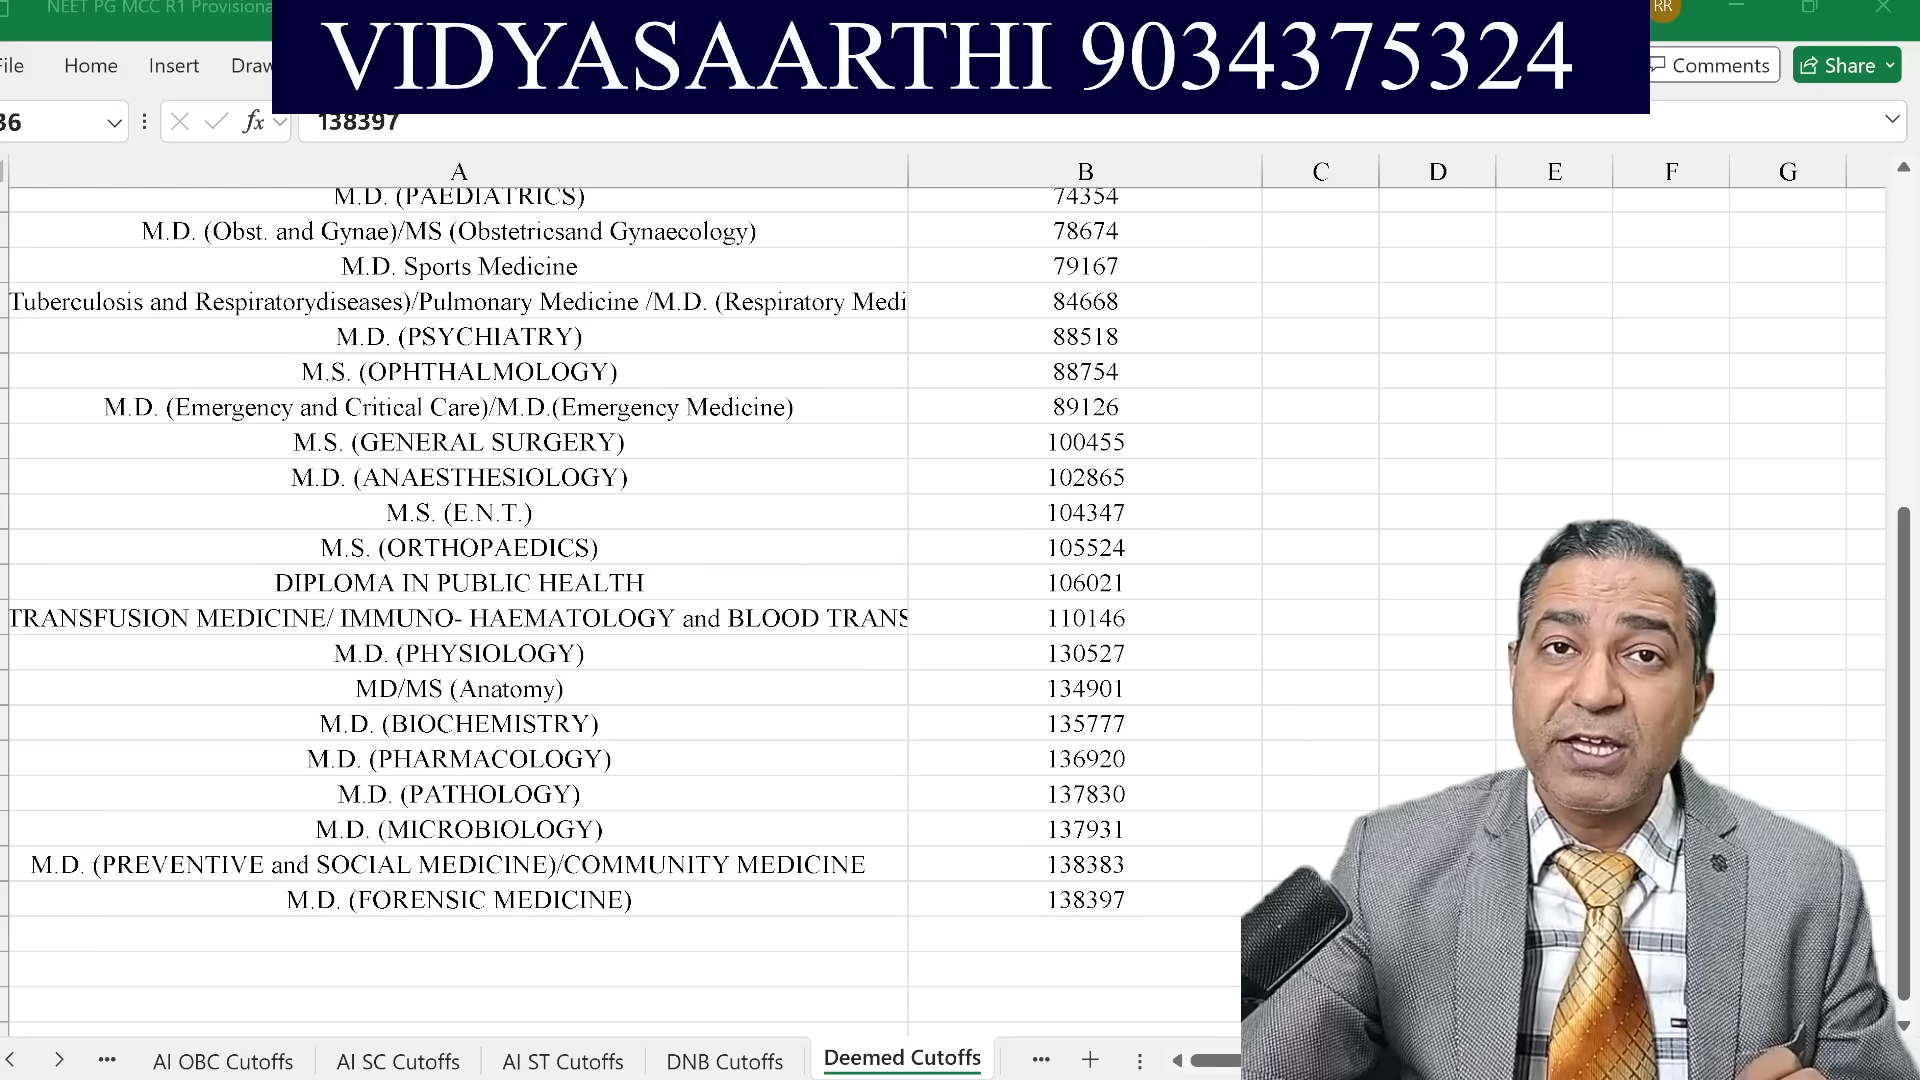 NEET PG MCC R1 Provisiona
RR
VIDYASAARTHI 9034375324
File Home Insert Draw
Comments Share
36 fx 138397
A B C D E F G
M.D. (PAEDIATRICS) 74354
M.D. (Obst. and Gynae)/MS (Obstetricsand Gynaecology) 78674
M.D. Sports Medicine 79167
Tuberculosis and Respiratorydiseases)/Pulmonary Medicine /M.D. (Respiratory Medi 84668
M.D. (PSYCHIATRY) 88518
M.S. (OPHTHALMOLOGY) 88754
M.D. (Emergency and Critical Care)/M.D.(Emergency Medicine) 89126
M.S. (GENERAL SURGERY) 100455
M.D. (ANAESTHESIOLOGY) 102865
M.S. (E.N.T.) 104347
M.S. (ORTHOPAEDICS) 105524
DIPLOMA IN PUBLIC HEALTH 106021
TRANSFUSION MEDICINE/ IMMUNO- HAEMATOLOGY and BLOOD TRANS 110146
M.D. (PHYSIOLOGY) 130527
MD/MS (Anatomy) 134901
M.D. (BIOCHEMISTRY) 135777
M.D. (PHARMACOLOGY) 136920
M.D. (PATHOLOGY) 137830
M.D. (MICROBIOLOGY) 137931
M.D. (PREVENTIVE and SOCIAL MEDICINE)/COMMUNITY MEDICINE 138383
M.D. (FORENSIC MEDICINE) 138397
AI OBC Cutoffs AI SC Cutoffs AI ST Cutoffs DNB Cutoffs Deemed Cutoffs